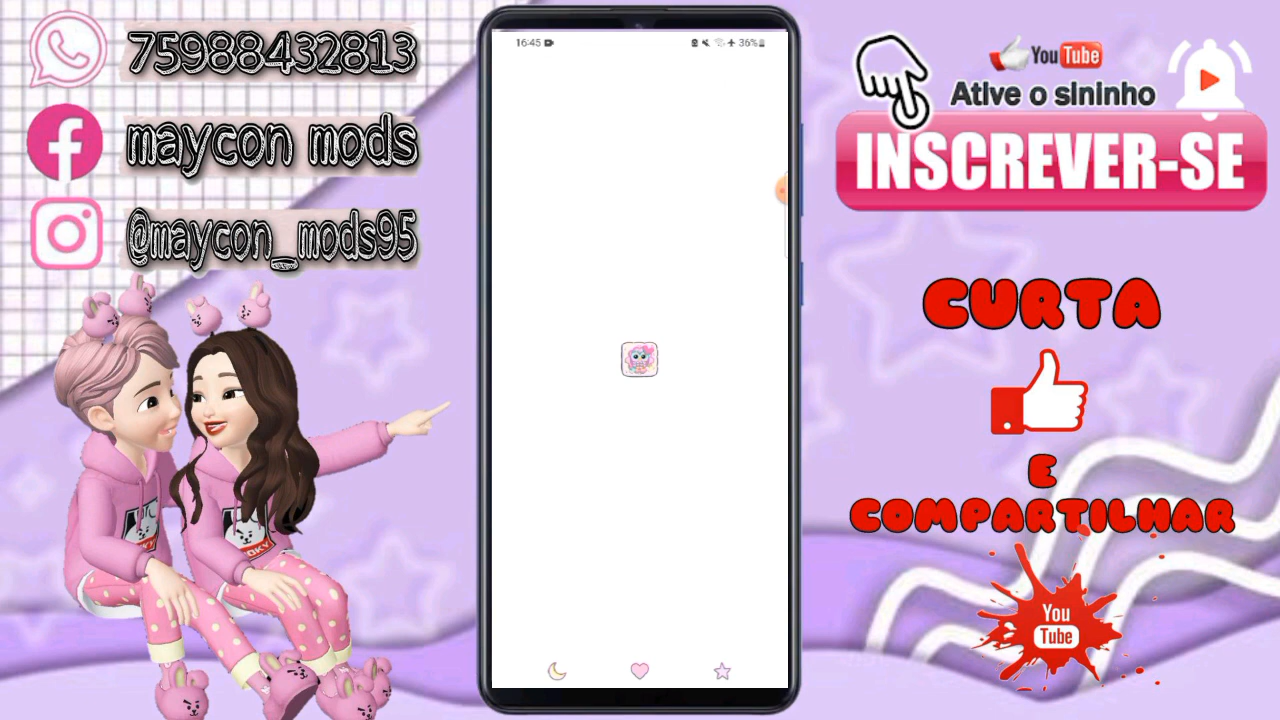 75988432813
maycon mods
@maycon_mods95
16:45
36%
YouTube
Ative o sininho
INSCREVER-SE
CURTA
E
COMPARTILHAR
You
Tube